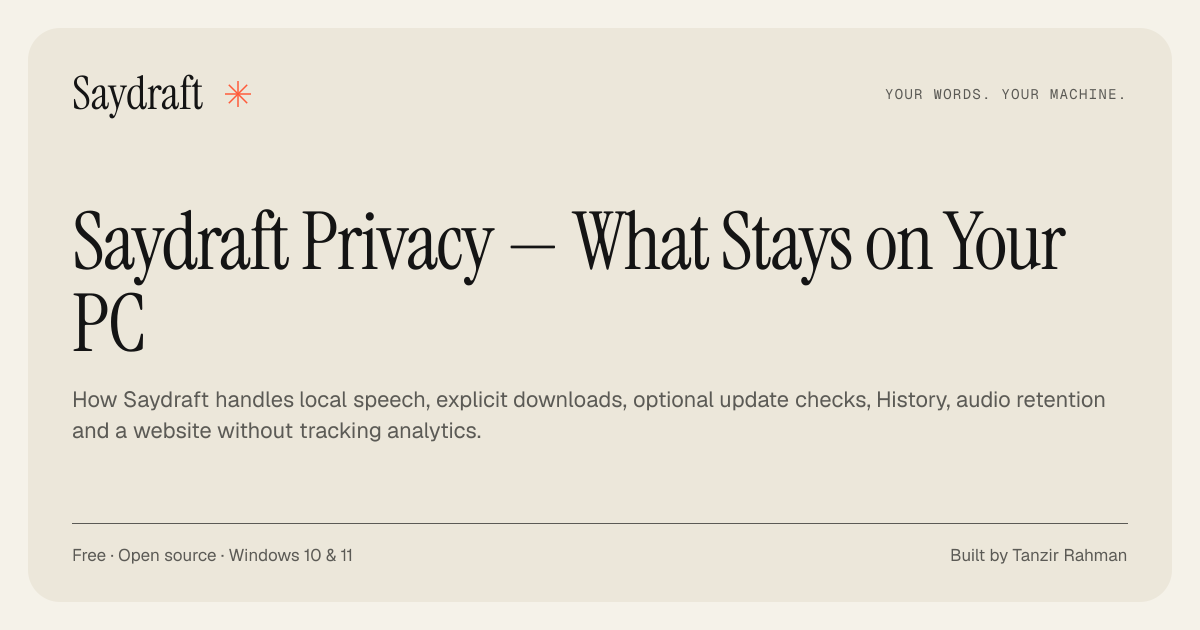 Saydraft
YOUR WORDS. YOUR MACHINE.
Saydraft Privacy — What Stays on Your
PC
How Saydraft handles local speech, explicit downloads, optional update checks, History, audio retention
and a website without tracking analytics.
Free · Open source · Windows 10 & 11
Built by Tanzir Rahman